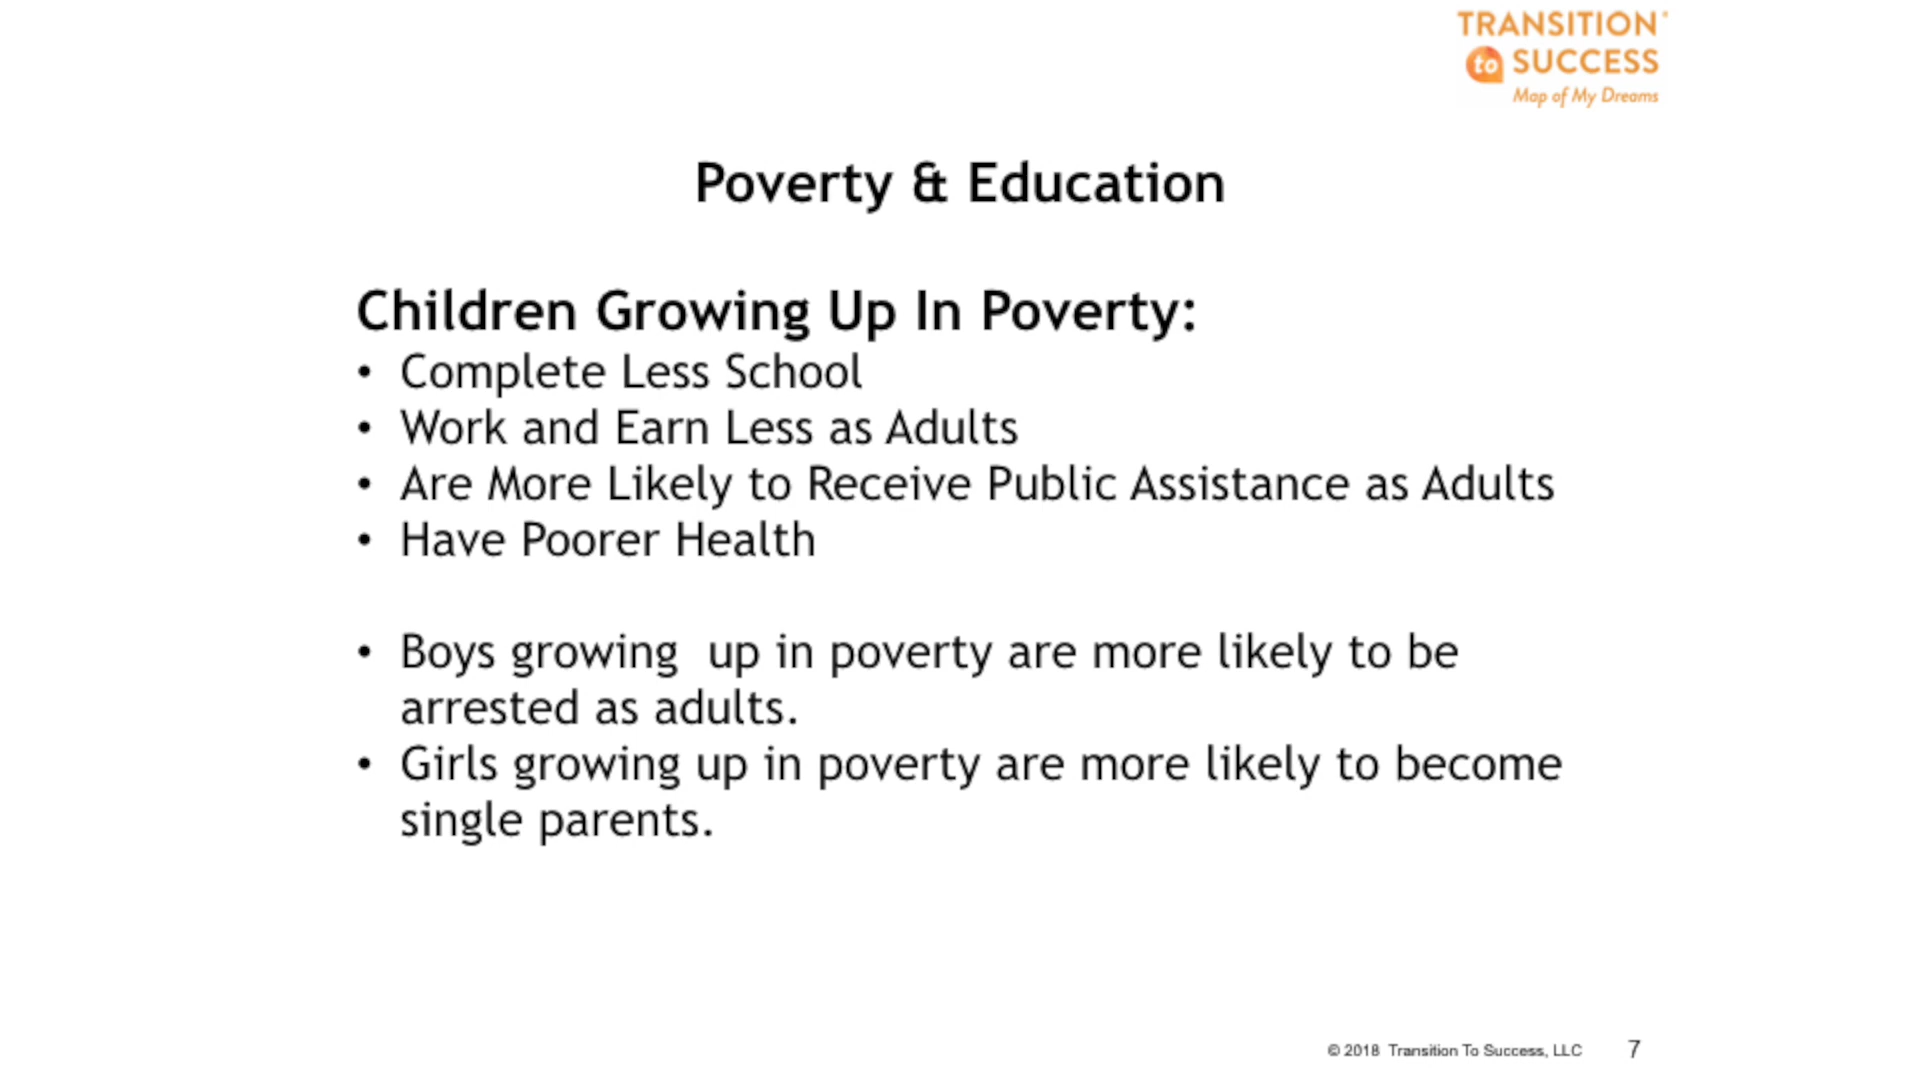 TRANSITION
to SUCCESS
Map of My Dreams
Poverty & Education
Children Growing Up In Poverty:
• Complete Less School
• Work and Earn Less as Adults
• Are More Likely to Receive Public Assistance as Adults
• Have Poorer Health
• Boys growing  up in poverty are more likely to be
arrested as adults.
• Girls growing up in poverty are more likely to become
single parents.
© 2018 Transition To Success, LLC 7